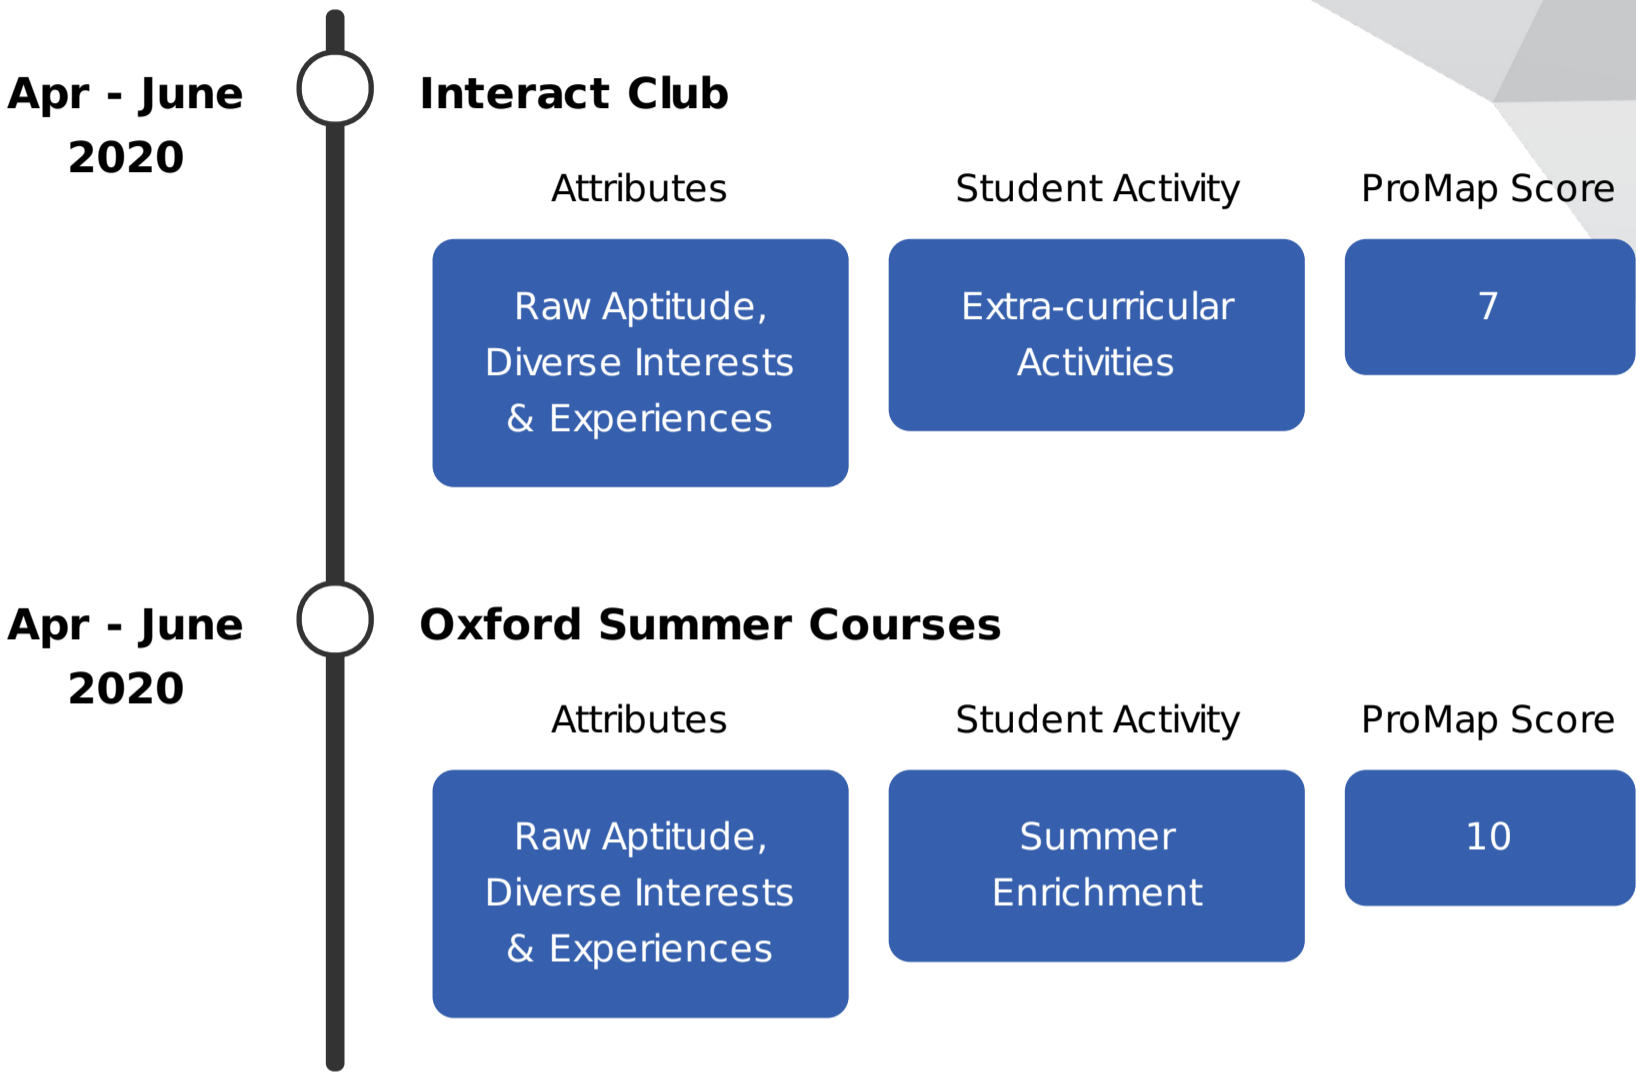 Apr - June
2020
Interact Club
Attributes
Student Activity
ProMap Score
Raw Aptitude,
Diverse Interests
& Experiences
Extra-curricular
Activities
7
Apr - June
2020
Oxford Summer Courses
Attributes
Student Activity
ProMap Score
Raw Aptitude,
Diverse Interests
& Experiences
Summer
Enrichment
10